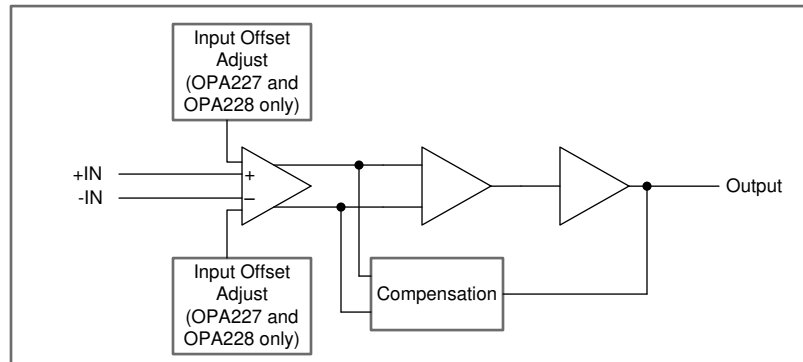 Input Offset
Adjust
(OPA227 and
OPA228 only)
+IN
-IN
+
−
Output
Compensation
Input Offset
Adjust
(OPA227 and
OPA228 only)